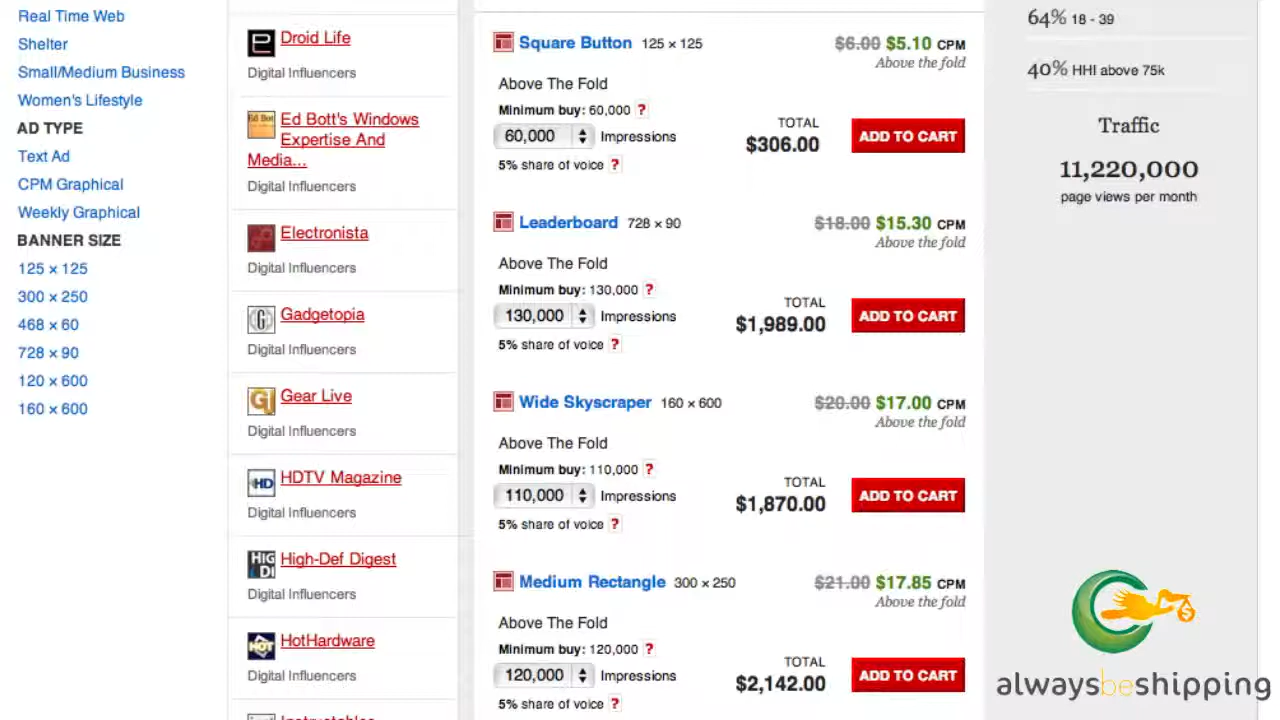 Real Time Web
Shelter
Small/Medium Business
Women's Lifestyle
AD TYPE
Text Ad
CPM Graphical
Weekly Graphical
BANNER SIZE
125 × 125
300 × 250
468 × 60
728 × 90
120 × 600
160 × 600
Droid Life
Digital Influencers
Ed Bott's Windows
Expertise And
Media...
Digital Influencers
Electronista
Digital Influencers
Gadgetopia
Digital Influencers
Gear Live
Digital Influencers
HD
HDTV Magazine
Digital Influencers
High-Def Digest
Digital Influencers
HOT
HotHardware
Digital Influencers
Square Button 125 × 125 $6.00 $5.10 CPM
Above the fold
Above The Fold
Minimum buy: 60,000 ?
60,000 Impressions
5% share of voice ?
TOTAL
$306.00
ADD TO CART
Leaderboard 728 × 90 $18.00 $15.30 CPM
Above the fold
Above The Fold
Minimum buy: 130,000 ?
130,000 Impressions
5% share of voice ?
TOTAL
$1,989.00
ADD TO CART
Wide Skyscraper 160 × 600 $20.00 $17.00 CPM
Above the fold
Above The Fold
Minimum buy: 110,000 ?
110,000 Impressions
5% share of voice ?
TOTAL
$1,870.00
ADD TO CART
Medium Rectangle 300 × 250 $21.00 $17.85 CPM
Above the fold
Above The Fold
Minimum buy: 120,000 ?
120,000 Impressions
5% share of voice ?
TOTAL
$2,142.00
ADD TO CART
64% 18 - 39
40% HHI above 75k
Traffic
11,220,000
page views per month
alwaysbeshipping